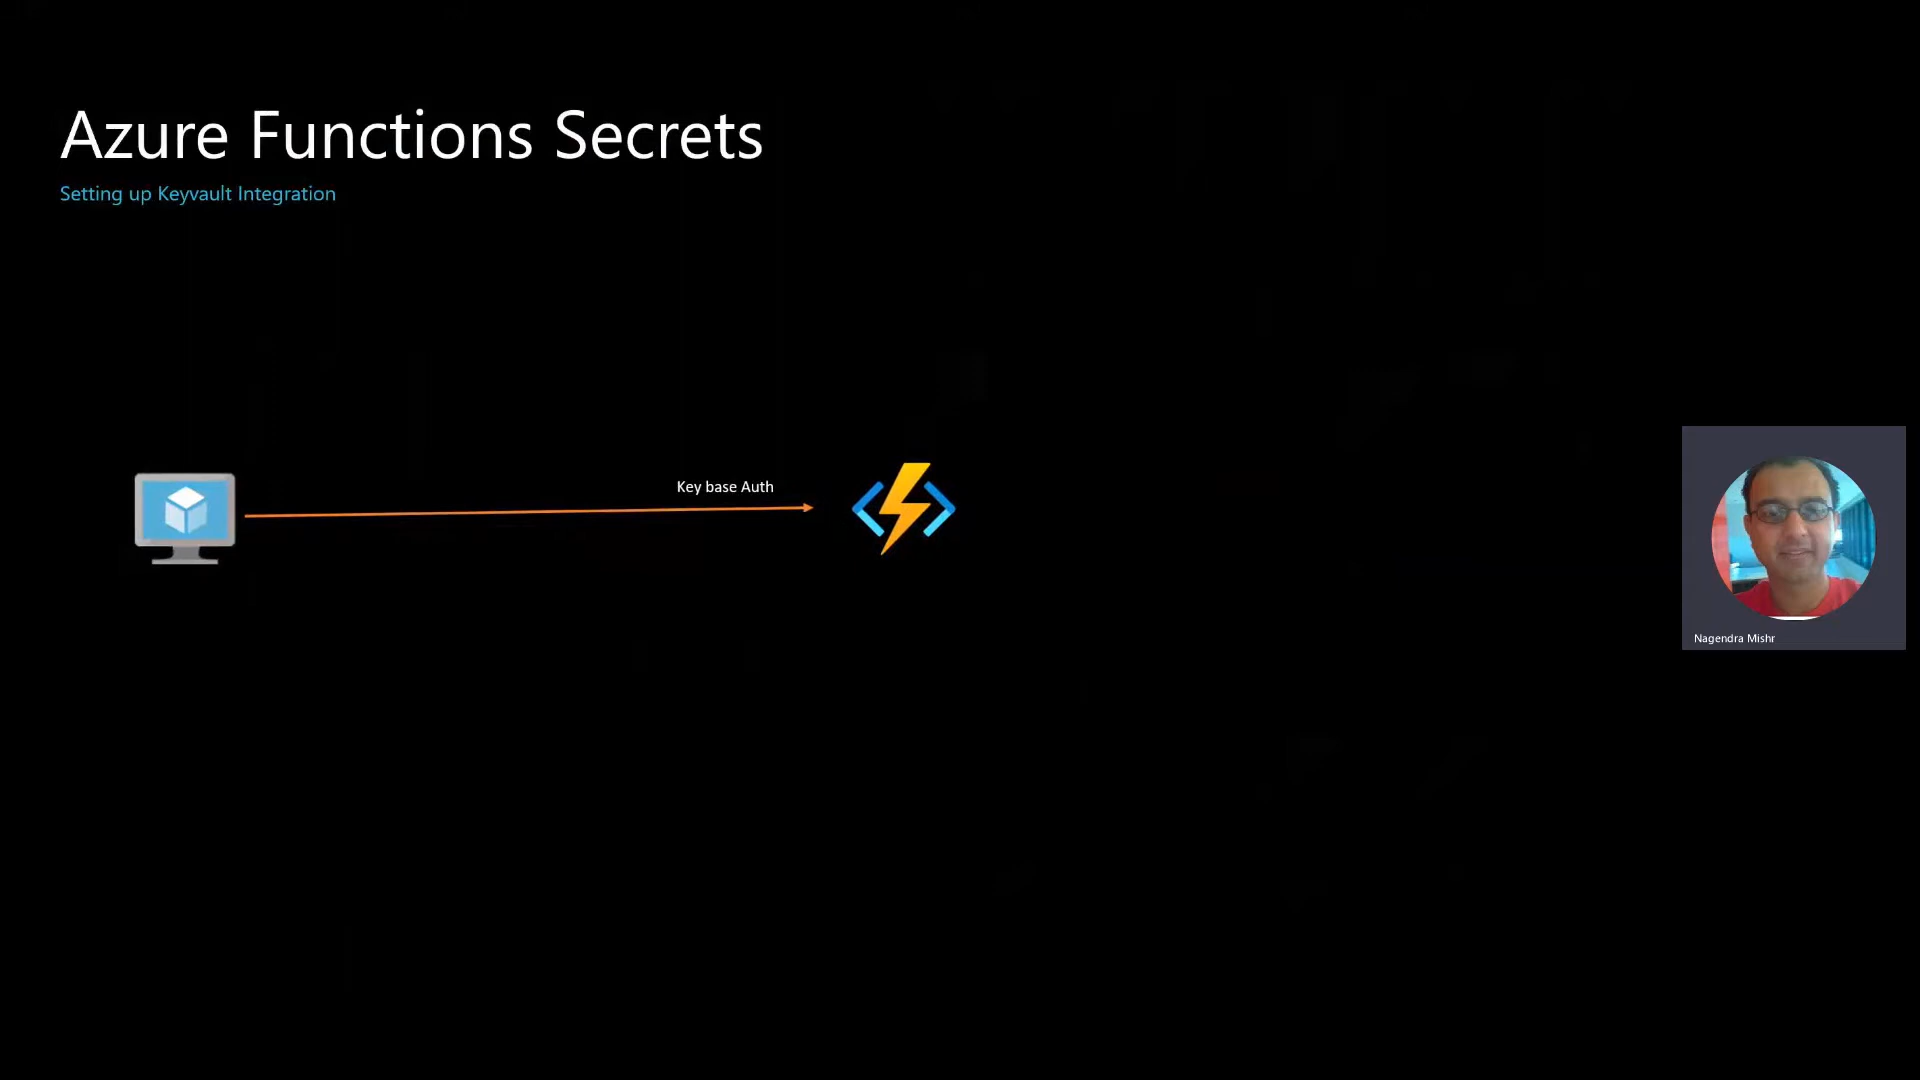 Azure Functions Secrets
Setting up Keyvault Integration
Key base Auth
Nagendra Mishr